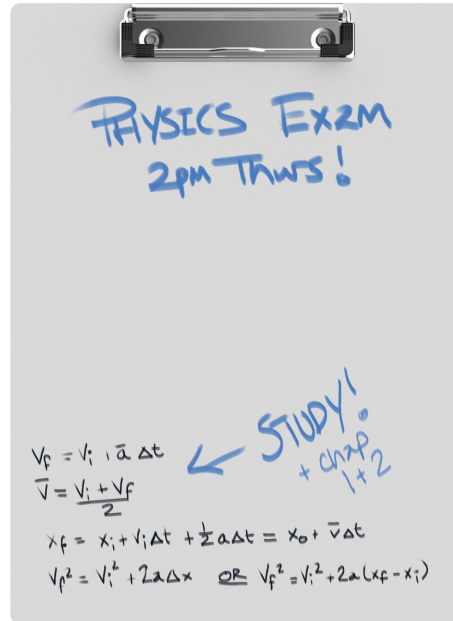 PHYSICS EXAM
2PM Thurs!
STUDY!
+ chap
1+2
Vf = Vi , ā Δt
V̄ = Vi + Vf / 2
xf = xi + Vi Δt + 1/2 a Δt = x0 + v̄ Δt
Vf² = Vi² + 2a Δx OR Vf² = Vi² + 2a(xf - xi)